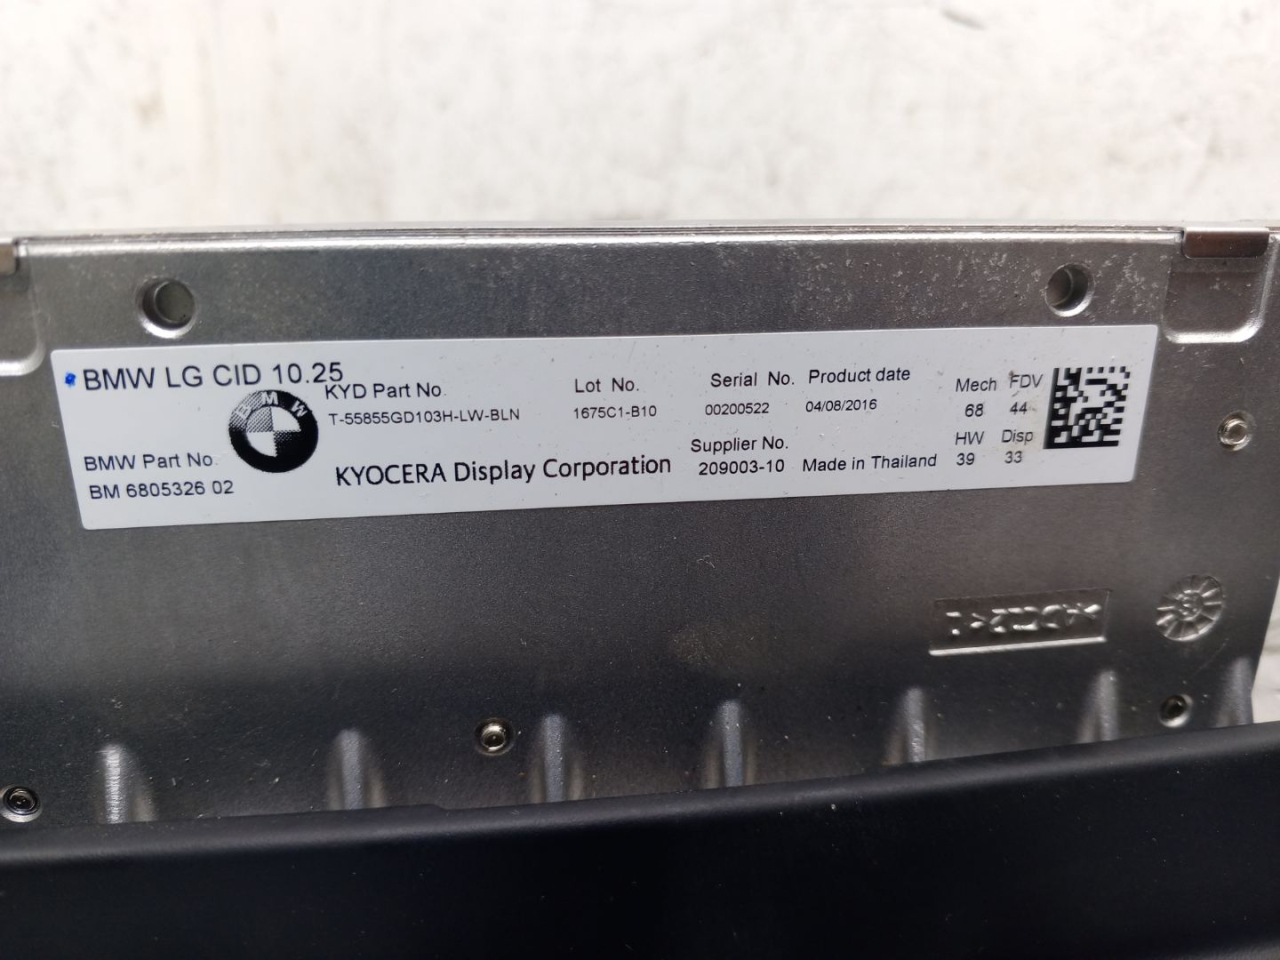 BMW LG CID 10.25
BMW
BMW Part No.
BM 6805326 02
KYD Part No.
T-55855GD103H-LW-BLN
KYOCERA Display Corporation
Lot No.
1675C1-B10
Serial No.
00200522
Supplier No.
209003-10
Product date
04/08/2016
Made in Thailand
Mech FDV
68 44
HW Disp
39 33